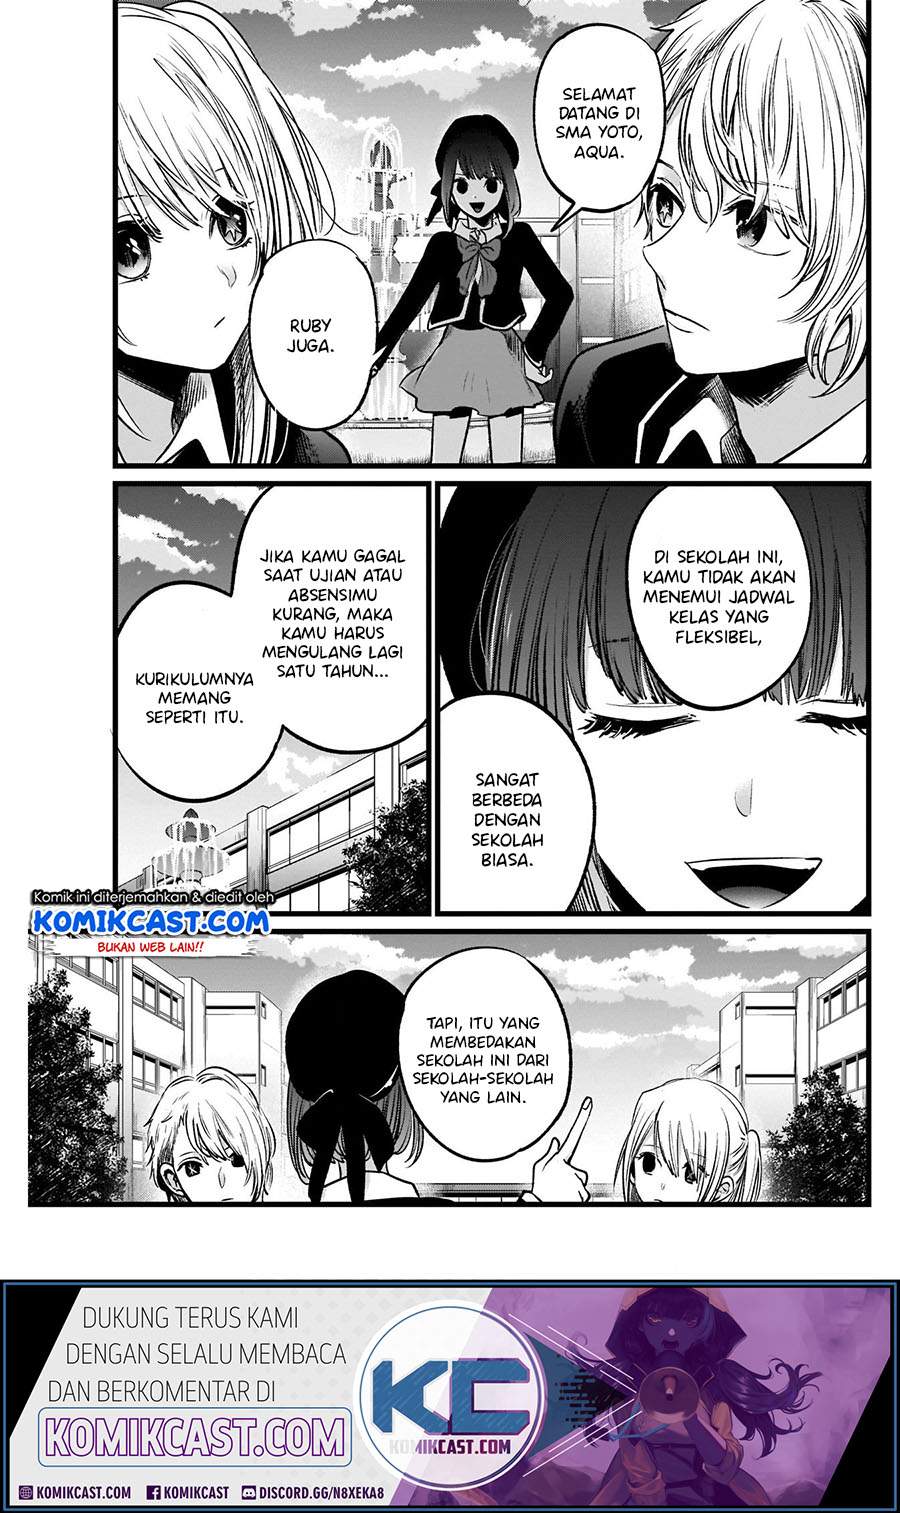 SELAMAT
DATANG DI
SMA YOTO,
AQUA.
RUBY
JUGA.
DI SEKOLAH INI,
KAMU TIDAK AKAN
MENEMUI JADWAL
KELAS YANG
FLEKSIBEL,
SANGAT
BERBEDA
DENGAN
SEKOLAH
BIASA.
JIKA KAMU GAGAL
SAAT UJIAN ATAU
ABSENSIMU
KURANG, MAKA
KAMU HARUS
MENGULANG LAGI
SATU TAHUN...
KURIKULUMNYA
MEMANG
SEPERTI ITU.
Komik ini diterjemahkan & diedit oleh
KOMIKCAST.COM
BUKAN WEB LAIN!!
TAPI, ITU YANG
MEMBEDAKAN
SEKOLAH INI DARI
SEKOLAH-SEKOLAH
YANG LAIN.
DUKUNG TERUS KAMI
DENGAN SELALU MEMBACA
DAN BERKOMENTAR DI
KOMIKCAST.COM
KC
KOMIKCAST.COM
KOMIKCAST.COM KOMIKCAST DISCORD.GG/N8XEKA8